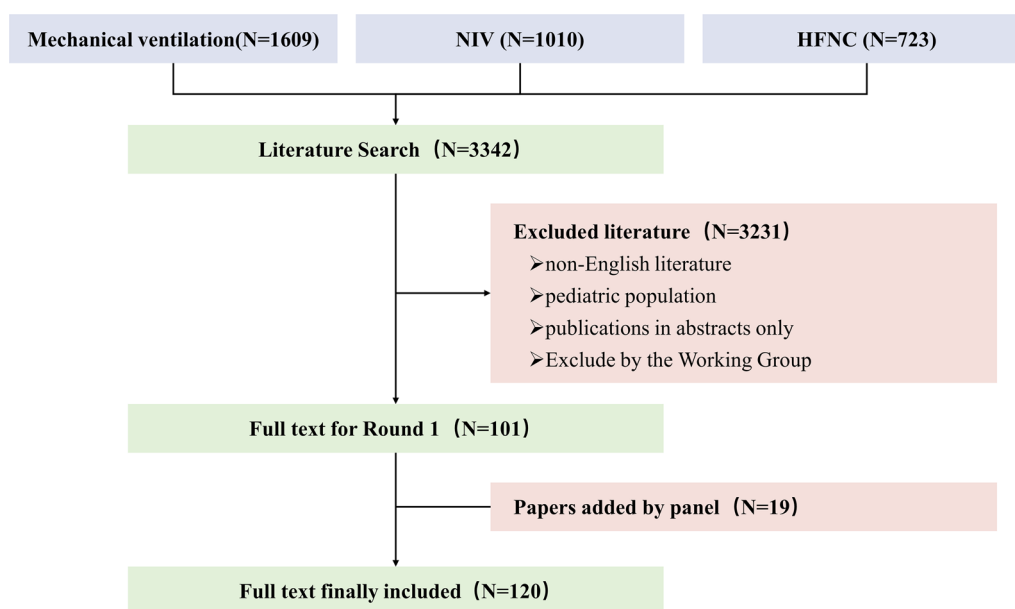 Mechanical ventilation(N=1609)
NIV (N=1010)
HFNC (N=723)
Literature Search（N=3342）
Excluded literature（N=3231）
➢non-English literature
➢pediatric population
➢publications in abstracts only
➢Exclude by the Working Group
Full text for Round 1（N=101）
Papers added by panel（N=19）
Full text finally included（N=120）